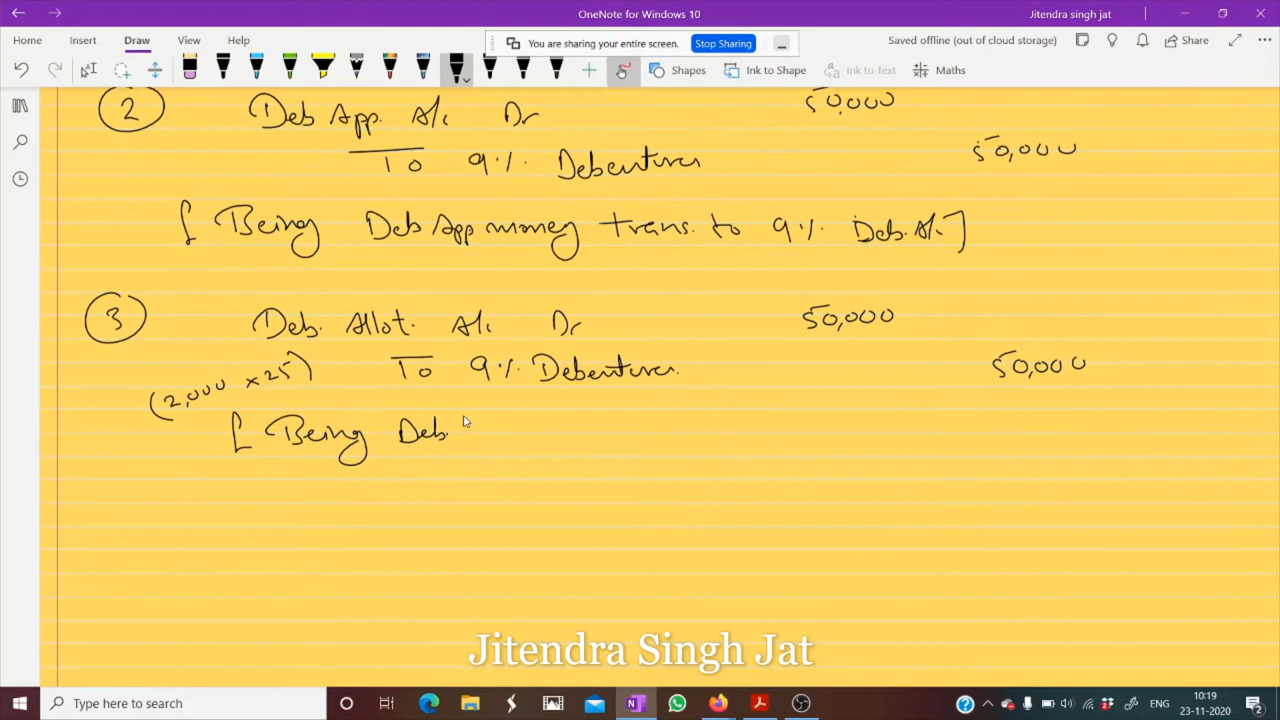 OneNote for Windows 10
Jitendra singh jat
Home Insert Draw View Help
You are sharing your entire screen. Stop Sharing
Saved offline (out of cloud storage)
Share
Shapes Ink to Shape Ink to Text Maths
2 Deb App. A/c Dr 50,000
To 9% Debentures 50,000
[ Being Deb App money trans. to 9% Deb. A/c ]
3 Deb. Allot. A/c Dr 50,000
(2,000 x 25) To 9% Debentures. 50,000
[ Being Deb.
Jitendra Singh Jat
Type here to search
ENG
10:19
23-11-2020
2